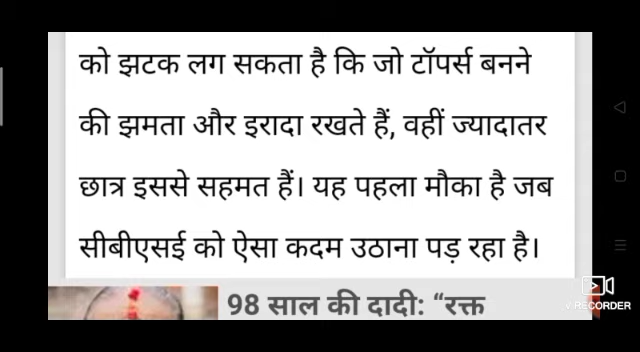 को झटक लग सकता है कि जो टॉपर्स बनने
की झमता और इरादा रखते हैं, वहीं ज्यादातर
छात्र इससे सहमत हैं। यह पहला मौका है जब
सीबीएसई को ऐसा कदम उठाना पड़ रहा है।
98 साल की दादी: “रक्त
V RECORDER